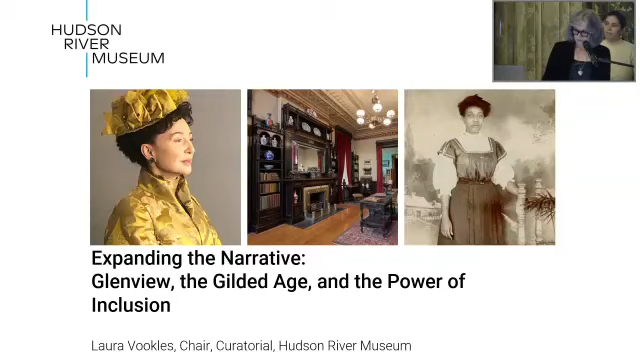 HUDSON
RIVER
MUSEUM
Expanding the Narrative:
Glenview, the Gilded Age, and the Power of
Inclusion
Laura Vookles, Chair, Curatorial, Hudson River Museum